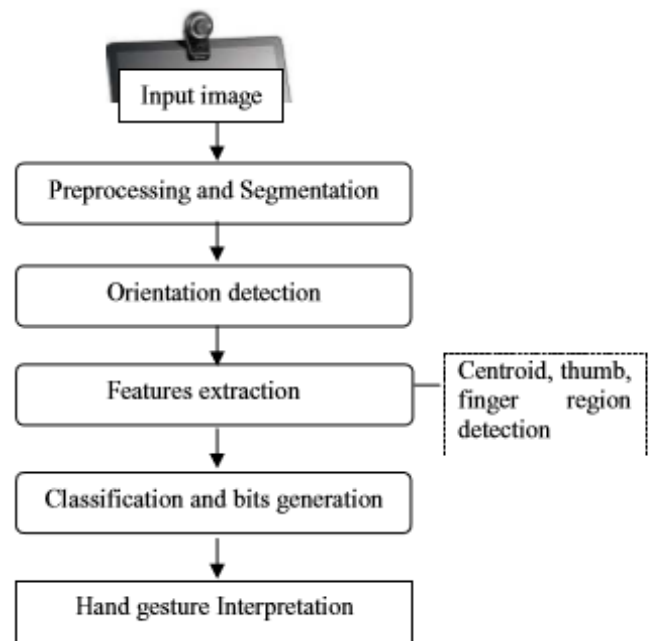 Input image
Preprocessing and Segmentation
Orientation detection
Features extraction
Centroid, thumb,
finger region
detection
Classification and bits generation
Hand gesture Interpretation